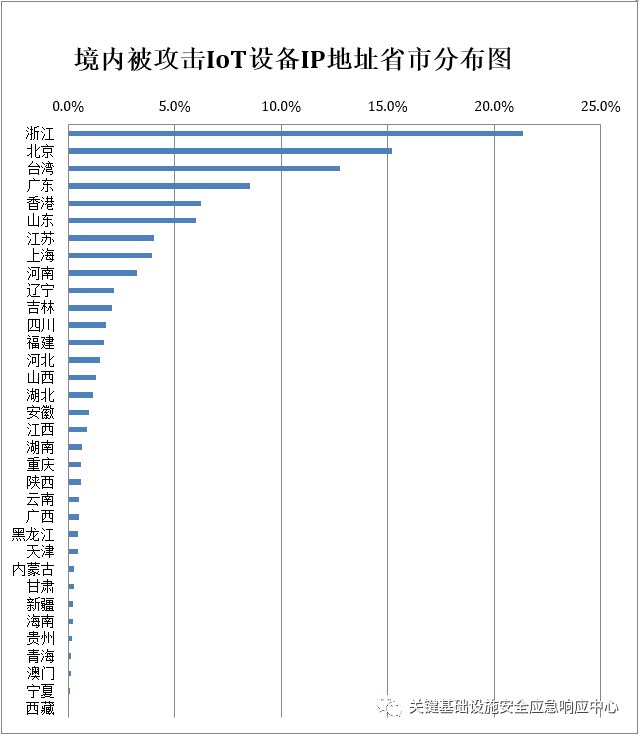 境内被攻击IoT设备IP地址省市分布图
0.0% 5.0% 10.0% 15.0% 20.0% 25.0%
浙江
北京
台湾
广东
香港
山东
江苏
上海
河南
辽宁
吉林
四川
福建
河北
山西
湖北
安徽
江西
湖南
重庆
陕西
云南
广西
黑龙江
天津
内蒙古
甘肃
新疆
海南
贵州
青海
澳门
宁夏
西藏
关键基础设施安全应急响应中心